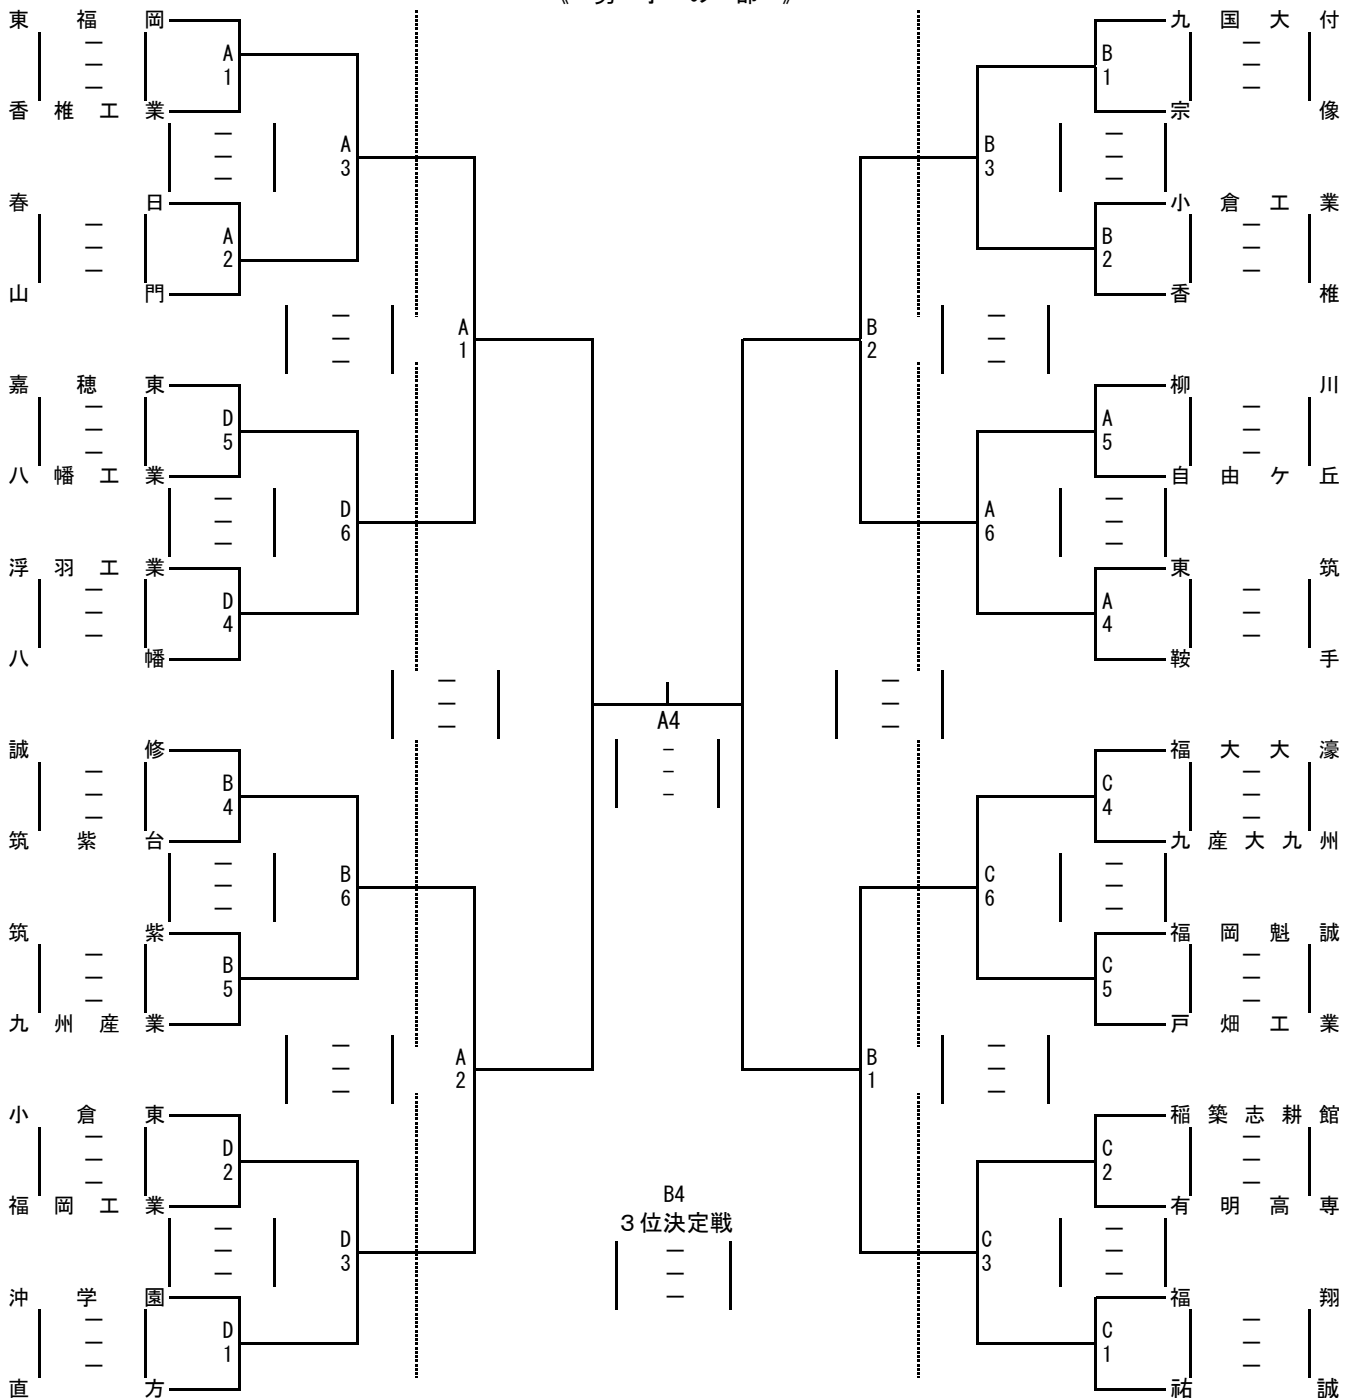 《 男 子 の 部 》
東福岡
A1
香椎工業
A3
春日
A2
山門
A1
嘉穂東
D5
八幡工業
D6
浮羽工業
D4
八幡
誠修
B4
筑紫台
B6
筑紫
B5
九州産業
A2
小倉東
D2
福岡工業
D3
沖学園
D1
直方
A4
B4
3位決定戦
九国大付
B1
宗像
B3
小倉工業
B2
香椎
B2
柳川
A5
自由ケ丘
A6
東筑
A4
鞍手
福大大濠
C4
九産大九州
C6
福岡魁誠
C5
戸畑工業
B1
稲築志耕館
C2
有明高専
C3
福翔
C1
祐誠